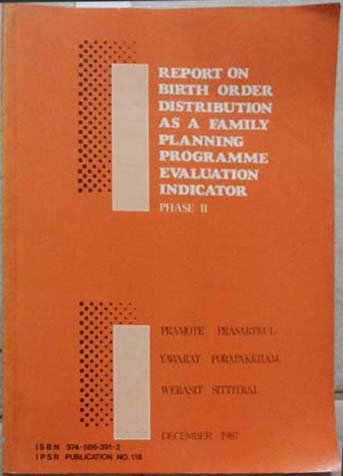 REPORT ON
BIRTH ORDER
DISTRIBUTION
AS A FAMILY
PLANNING
PROGRAMME
EVALUATION
INDICATOR
PHASE II
PRAMOTE PRASARTKUL
YAWARAT PORAPAKKHAM
WERASIT SITTITRAI
DECEMBER 1987
ISBN 974-586-391-2
IPSR PUBLICATION NO. 118